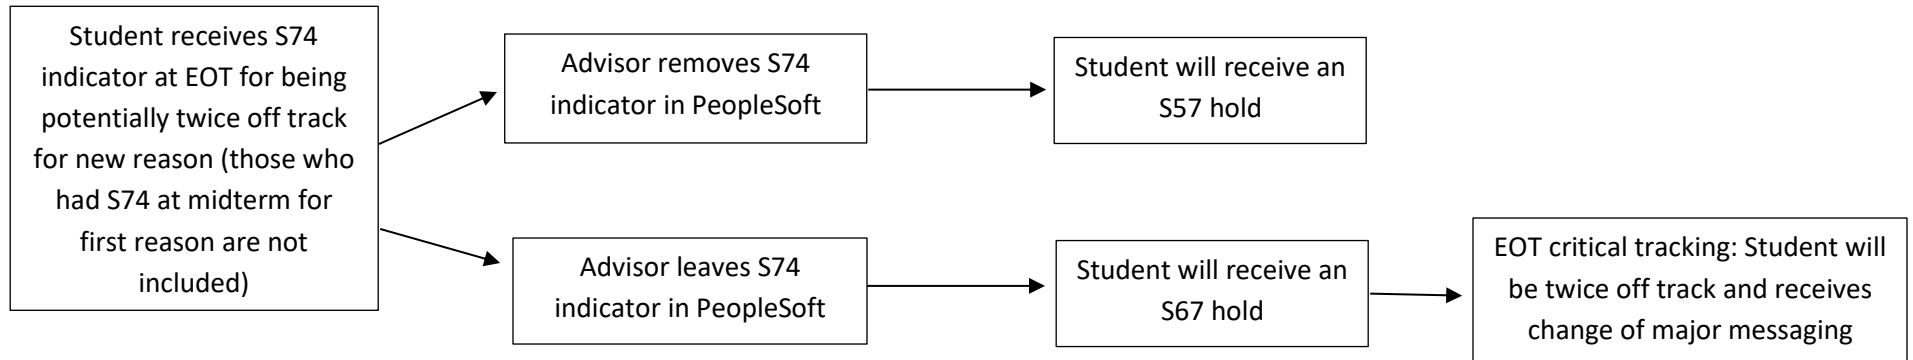 Student receives S74
indicator at EOT for being
potentially twice off track
for new reason (those who
had S74 at midterm for
first reason are not
included)
Advisor removes S74
indicator in PeopleSoft
Student will receive an
S57 hold
Advisor leaves S74
indicator in PeopleSoft
Student will receive an
S67 hold
EOT critical tracking: Student will
be twice off track and receives
change of major messaging